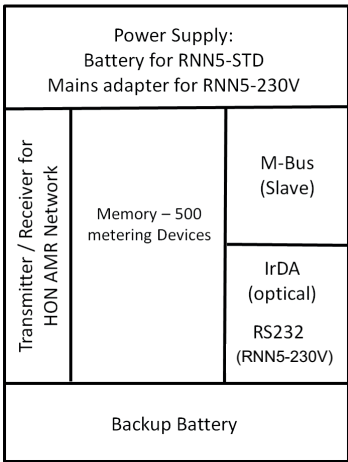 Power Supply:
Battery for RNN5-STD
Mains adapter for RNN5-230V
Transmitter / Receiver for
HON AMR Network
Memory – 500
metering Devices
M-Bus
(Slave)
IrDA
(optical)
RS232
(RNN5-230V)
Backup Battery